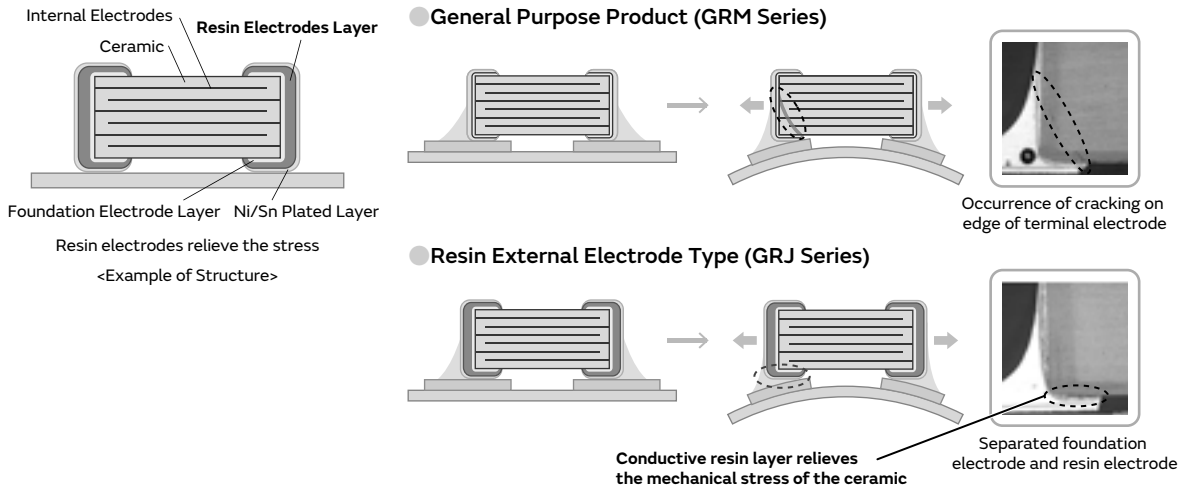 Internal Electrodes
Resin Electrodes Layer
Ceramic
Foundation Electrode Layer
Ni/Sn Plated Layer
Resin electrodes relieve the stress
<Example of Structure>
General Purpose Product (GRM Series)
Occurrence of cracking on
edge of terminal electrode
Resin External Electrode Type (GRJ Series)
Conductive resin layer relieves
the mechanical stress of the ceramic
Separated foundation
electrode and resin electrode